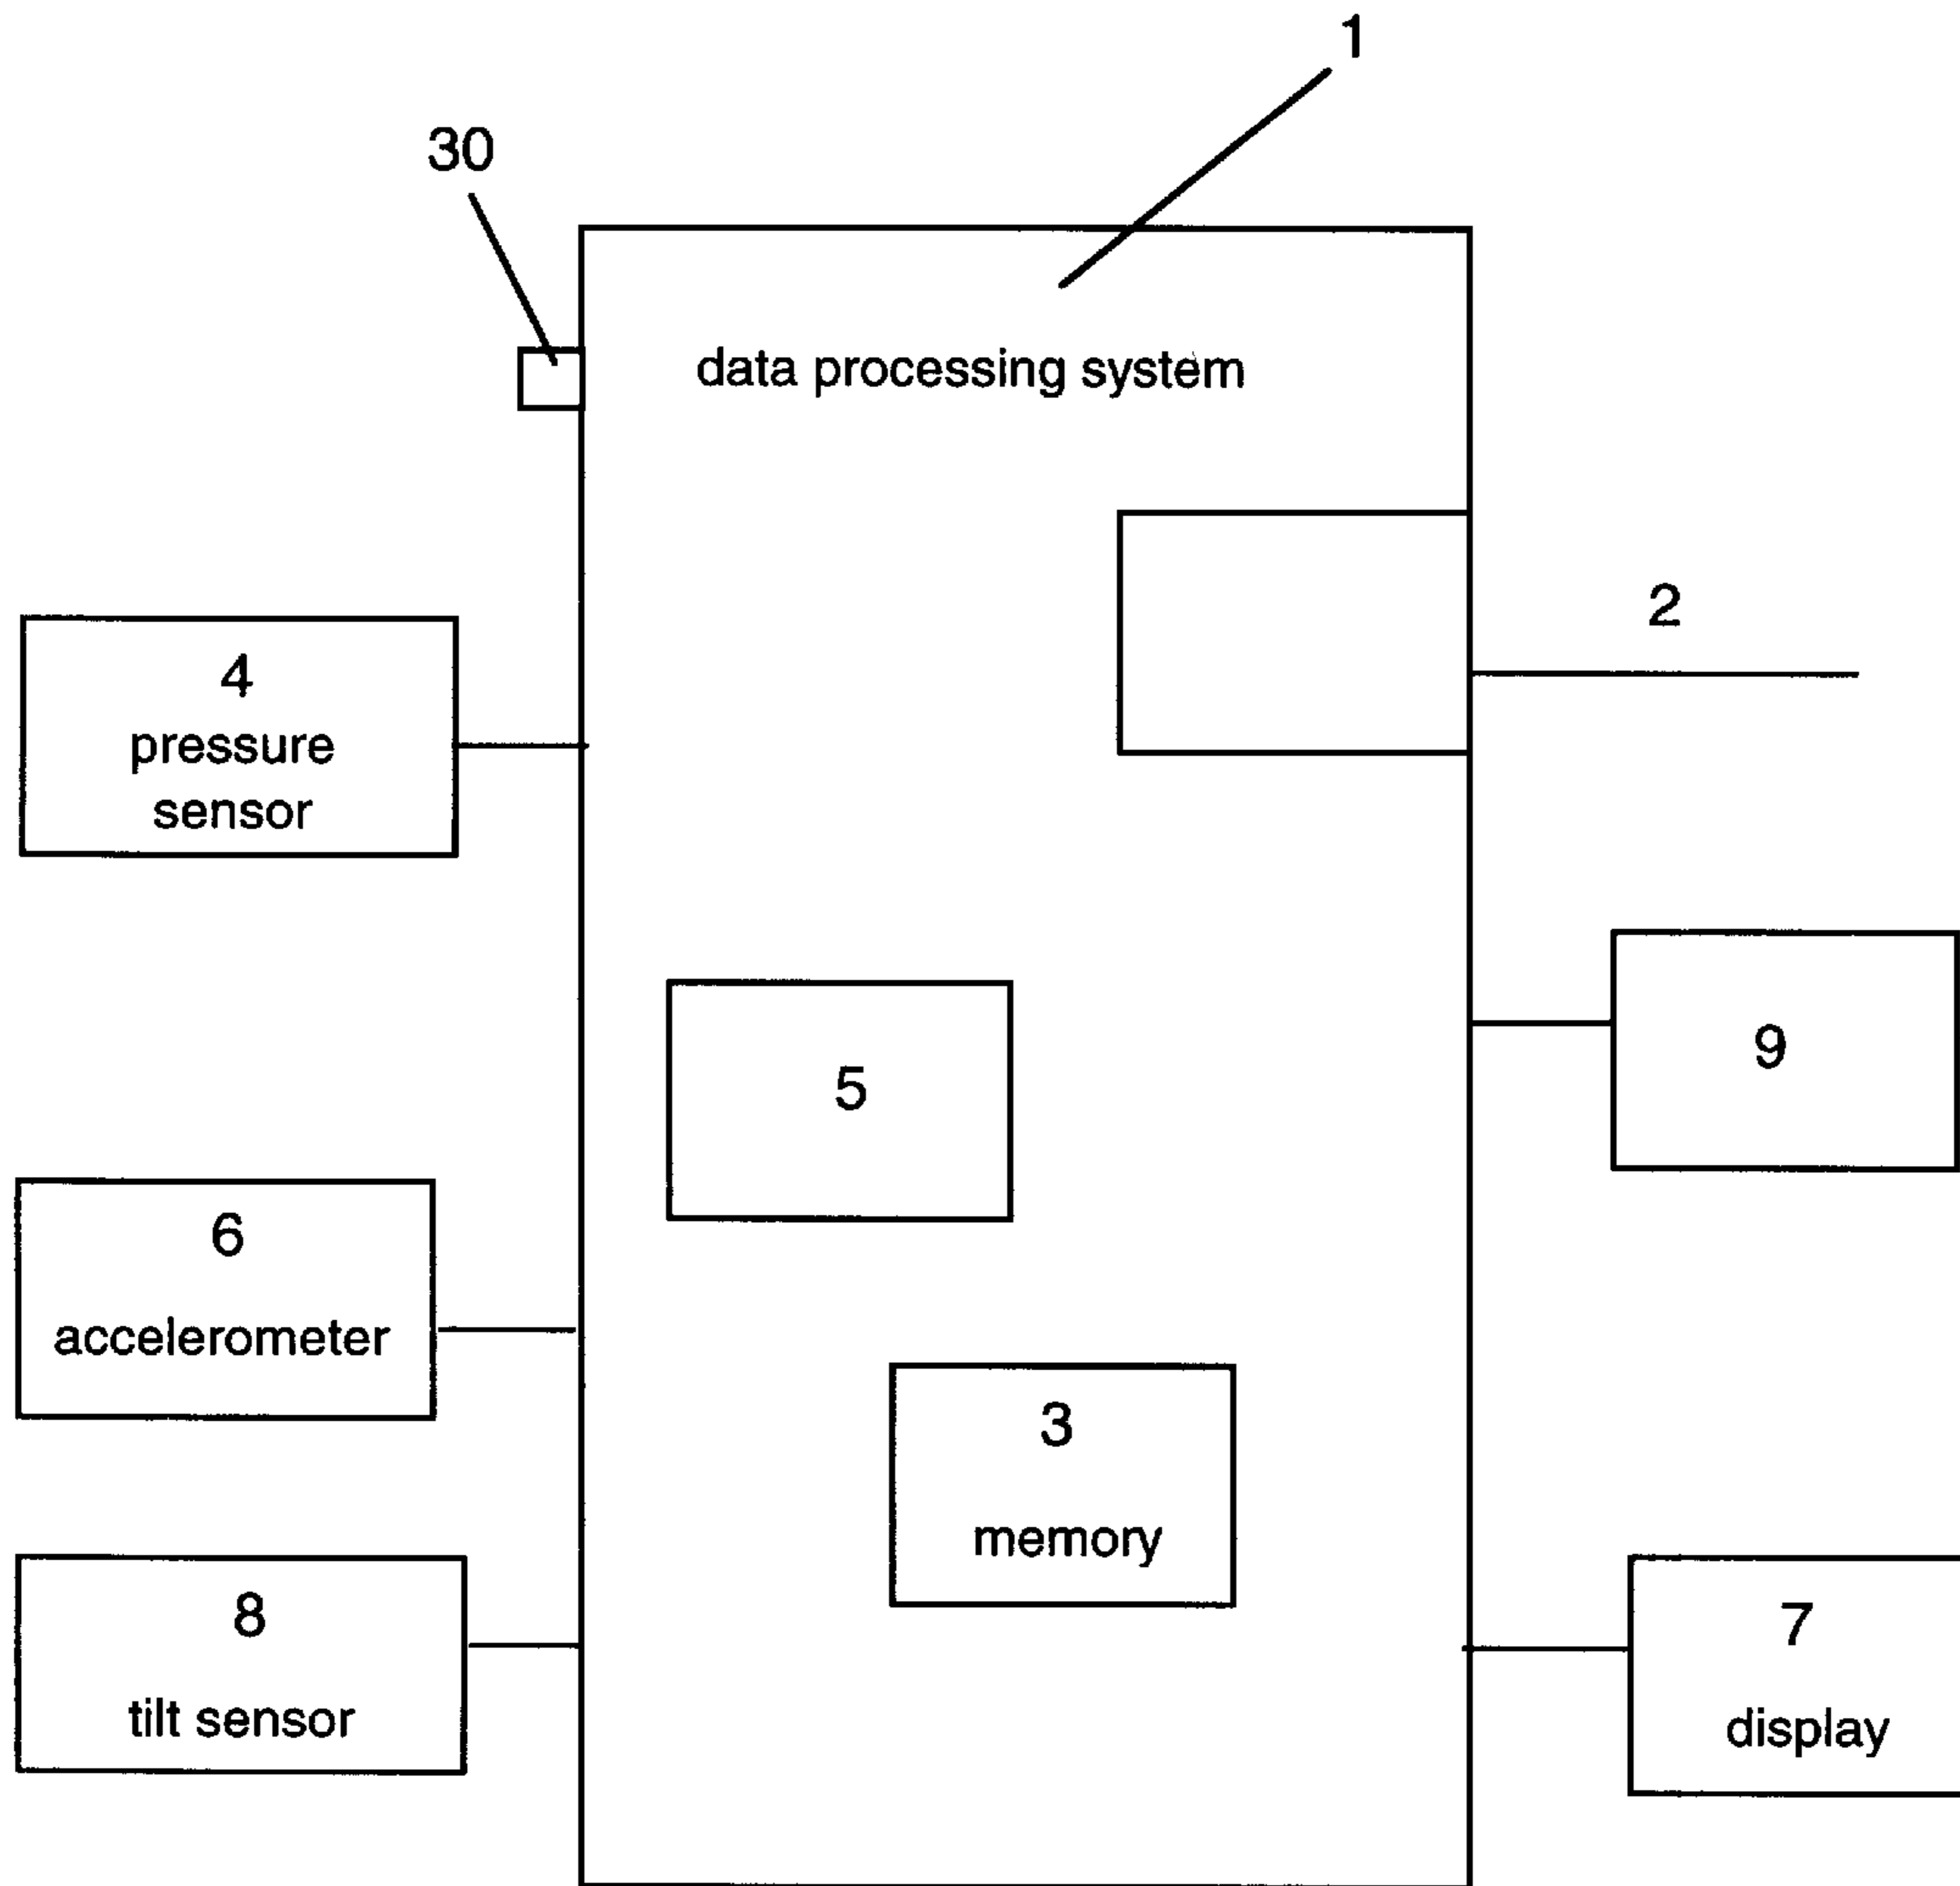 1
30
data processing system
2
4
pressure
sensor
9
5
6
accelerometer
3
memory
8
tilt sensor
7
display